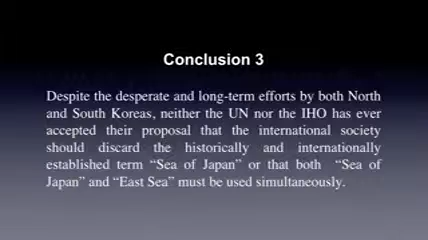 Conclusion 3
Despite the desperate and long-term efforts by both North
and South Koreas, neither the UN nor the IHO has ever
accepted their proposal that the international society
should discard the historically and internationally
established term “Sea of Japan” or that both “Sea of
Japan” and “East Sea” must be used simultaneously.